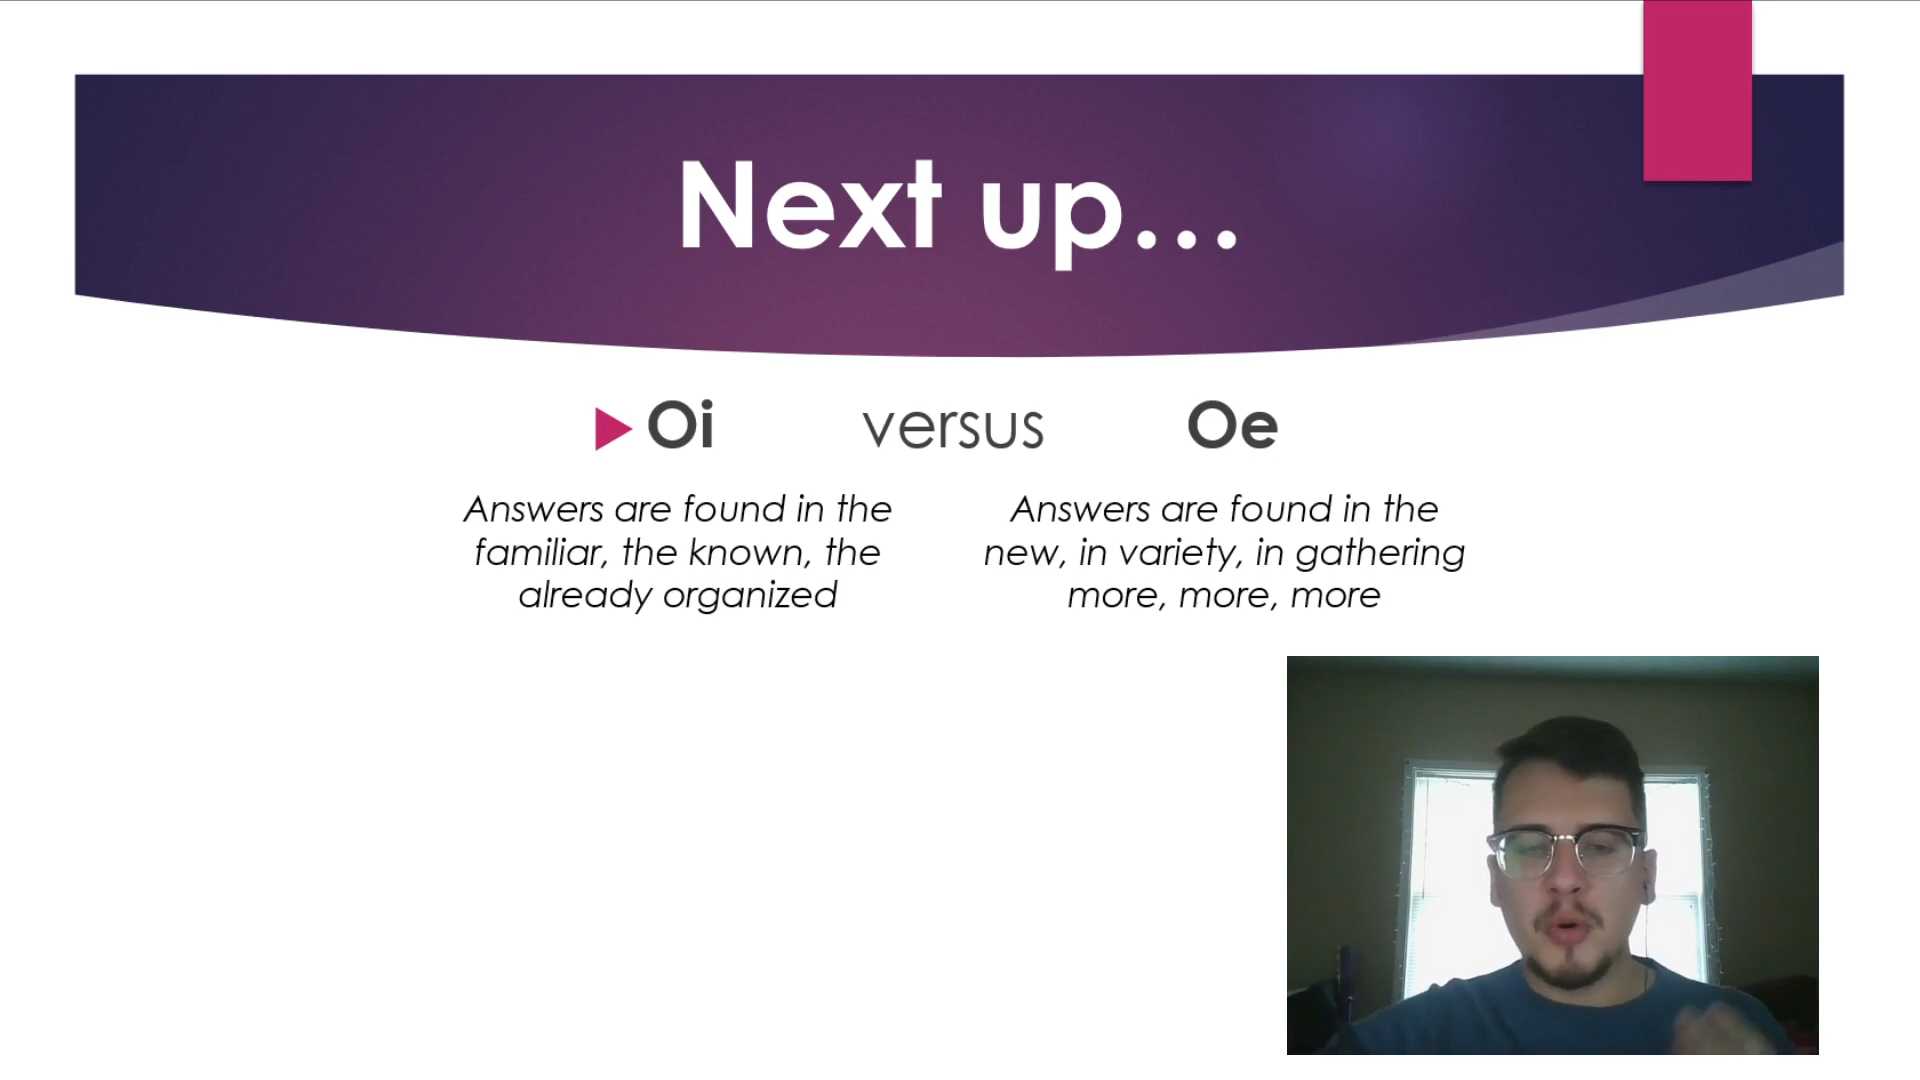 Next up…
Oi versus Oe
Answers are found in the
familiar, the known, the
already organized
Answers are found in the
new, in variety, in gathering
more, more, more